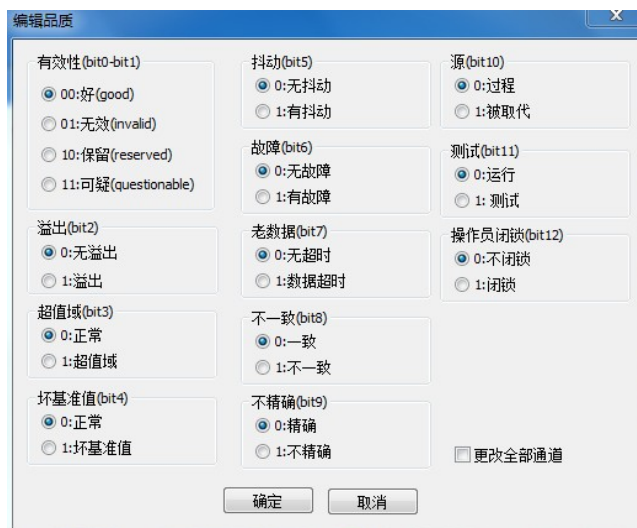 编辑品质
有效性(bit0-bit1)
00:好(good)
01:无效(invalid)
10:保留(reserved)
11:可疑(questionable)
溢出(bit2)
0:无溢出
1:溢出
超值域(bit3)
0:正常
1:超值域
坏基准值(bit4)
0:正常
1:坏基准值
抖动(bit5)
0:无抖动
1:有抖动
故障(bit6)
0:无故障
1:有故障
老数据(bit7)
0:无超时
1:数据超时
不一致(bit8)
0:一致
1:不一致
不精确(bit9)
0:精确
1:不精确
源(bit10)
0:过程
1:被取代
测试(bit11)
0:运行
1: 测试
操作员闭锁(bit12)
0:不闭锁
1:闭锁
更改全部通道
确定
取消